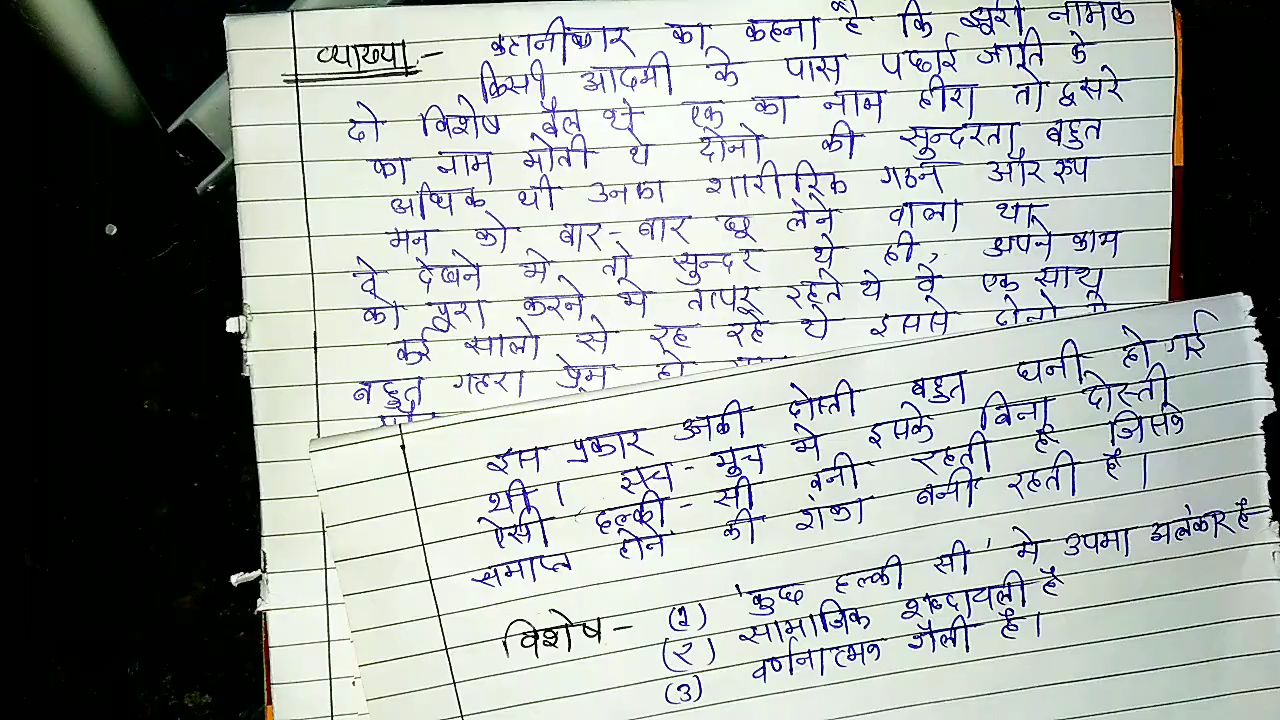 व्याख्या:- कहानीकार का कहना है कि झूरी नामक
किसी आदमी के पास पछाई जाति के
दो विशेष बैल थे एक का नाम हीरा तो दुसरे
का नाम मोती थे दोनो की सुन्दरता बहुत
अधिक थी उनका शारीरिक गठन और रूप
मन को बार-बार छू लेने वाला था
वे देखने मे तो सुन्दर थे ही, अपने काम
को पूरा करने मे तापर रहते थे वे एक साथ
कई सालो से रह रहे थे इससे दोनो
बहुत गहरा प्रेम हो
इस प्रकार उनकी दोस्ती बहुत घनी हो गई
थी। सच-मुच मे इसके बिना दोस्ती
ऐसी हल्की-सी बनी रहती है जिसके
समाप्त होने की शंका बनी रहती है।
विशेष- (1) 'कुछ हल्की सी' मे उपमा अलंकार है
(2) सामाजिक शब्दावली है
(3) वर्णनात्मक शैली है।